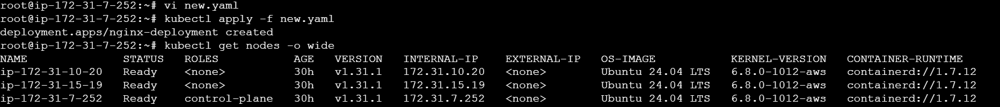 root@ip-172-31-7-252:~# vi new.yaml
root@ip-172-31-7-252:~# kubectl apply -f new.yaml
deployment.apps/nginx-deployment created
root@ip-172-31-7-252:~# kubectl get nodes -o wide
NAME STATUS ROLES AGE VERSION INTERNAL-IP EXTERNAL-IP OS-IMAGE KERNEL-VERSION CONTAINER-RUNTIME
ip-172-31-10-20 Ready <none> 30h v1.31.1 172.31.10.20 <none> Ubuntu 24.04 LTS 6.8.0-1012-aws containerd://1.7.12
ip-172-31-15-19 Ready <none> 30h v1.31.1 172.31.15.19 <none> Ubuntu 24.04 LTS 6.8.0-1012-aws containerd://1.7.12
ip-172-31-7-252 Ready control-plane 30h v1.31.1 172.31.7.252 <none> Ubuntu 24.04 LTS 6.8.0-1012-aws containerd://1.7.12